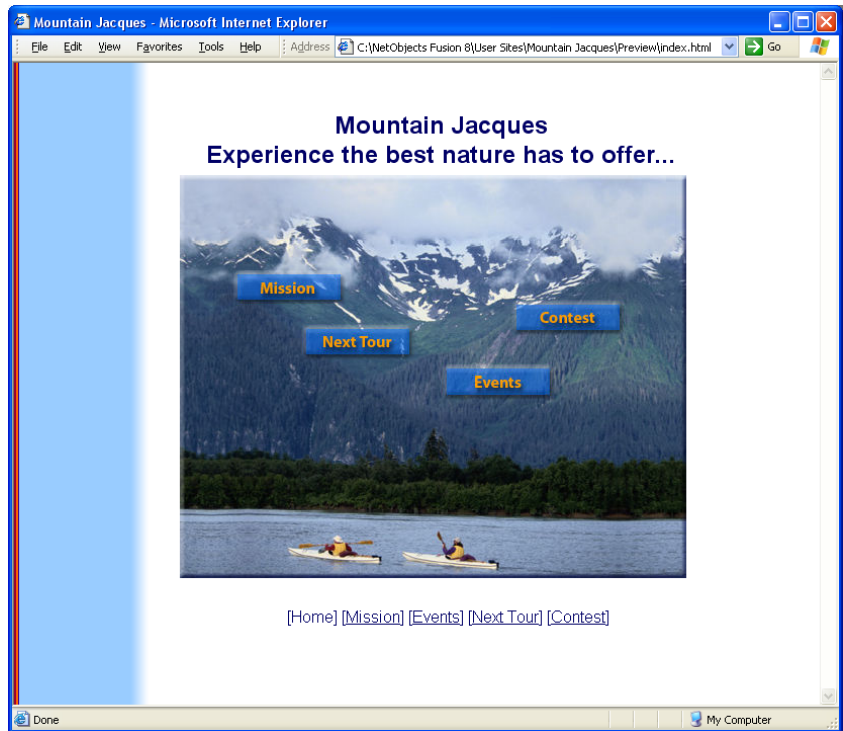 Mountain Jacques - Microsoft Internet Explorer
File Edit View Favorites Tools Help Address C:\NetObjects Fusion 8\User Sites\Mountain Jacques\Preview\index.html Go
Mountain Jacques
Experience the best nature has to offer...
Mission
Contest
Next Tour
Events
[Home] [Mission] [Events] [Next Tour] [Contest]
Done My Computer